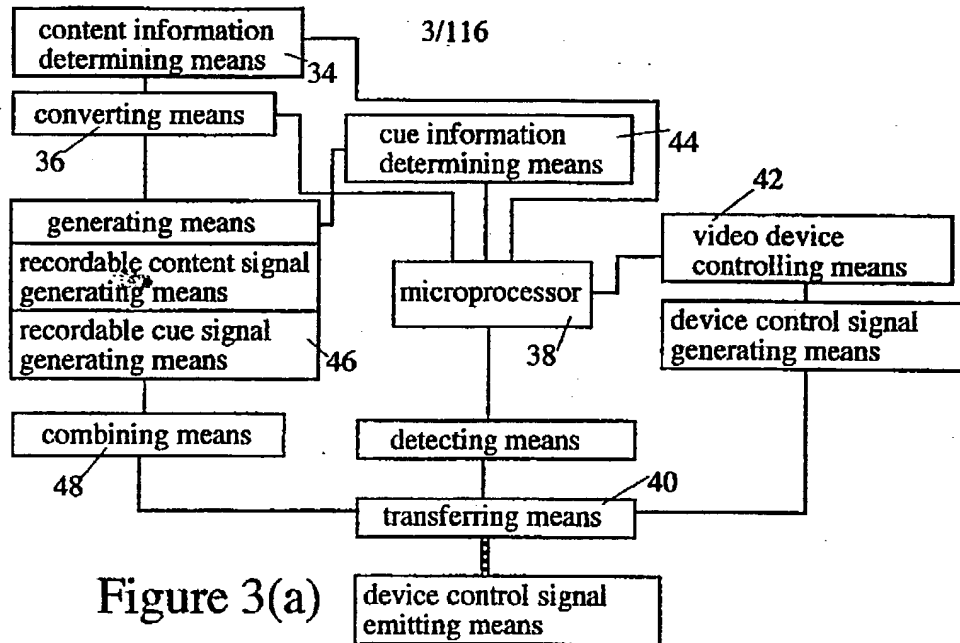 content information
determining means
34
3/116
converting means
36
cue information
determining means
44
42
generating means
recordable content signal
generating means
recordable cue signal
generating means
46
microprocessor
38
video device
controlling means
device control signal
generating means
combining means
48
detecting means
40
transferring means
Figure 3(a)
device control signal
emitting means